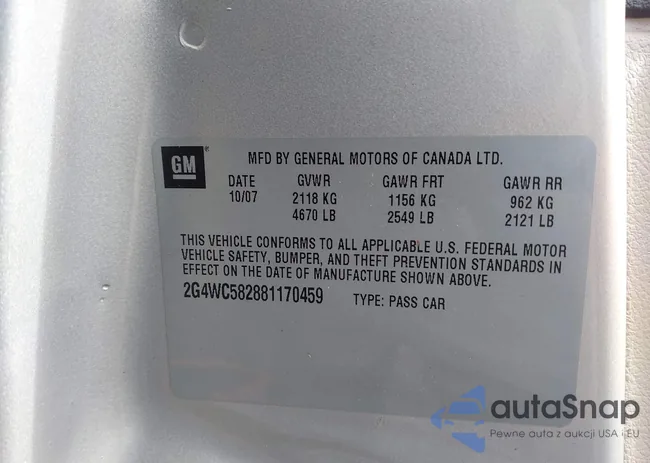 GM
MFD BY GENERAL MOTORS OF CANADA LTD.
DATE GVWR GAWR FRT GAWR RR
10/07 2118 KG 1156 KG 962 KG
4670 LB 2549 LB 2121 LB
THIS VEHICLE CONFORMS TO ALL APPLICABLE U.S. FEDERAL MOTOR
VEHICLE SAFETY, BUMPER, AND THEFT PREVENTION STANDARDS IN
EFFECT ON THE DATE OF MANUFACTURE SHOWN ABOVE.
2G4WC582881170459 TYPE: PASS CAR
autaSnap
Pewne auta z aukcji USA i EU